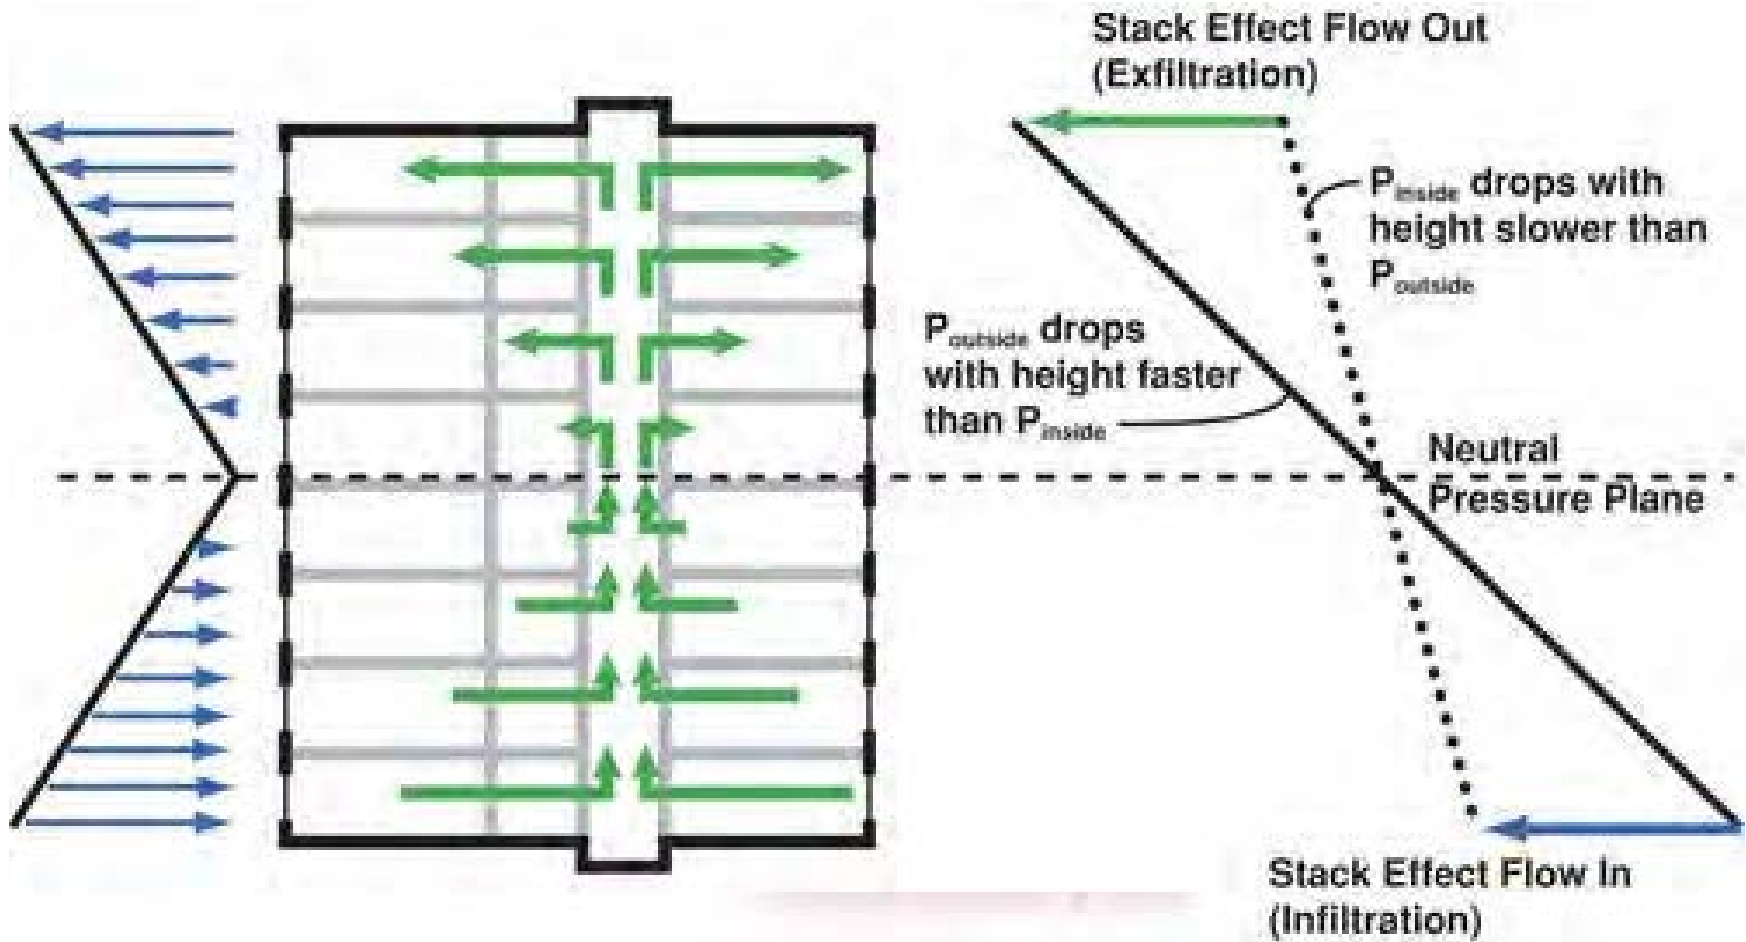 Stack Effect Flow Out
(Exfiltration)
Pinside drops with
height slower than
Poutside
Poutside drops
with height faster
than Pinside
Neutral
Pressure Plane
Stack Effect Flow In
(Infiltration)